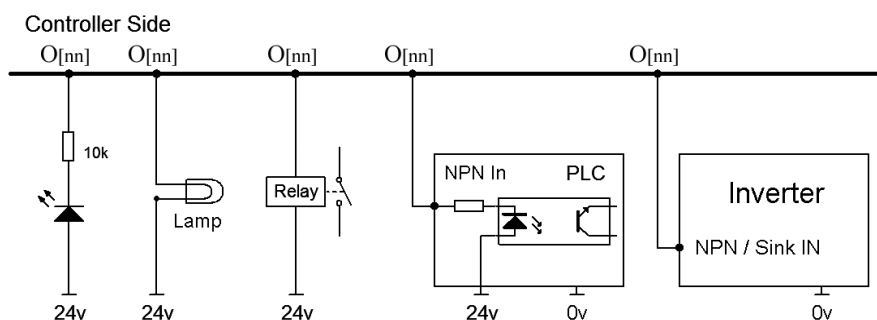 Controller Side
O[nn] O[nn] O[nn] O[nn] O[nn]
10k
Lamp
Relay
NPN In PLC
Inverter
NPN / Sink IN
24v 24v 24v 24v 0v 0v